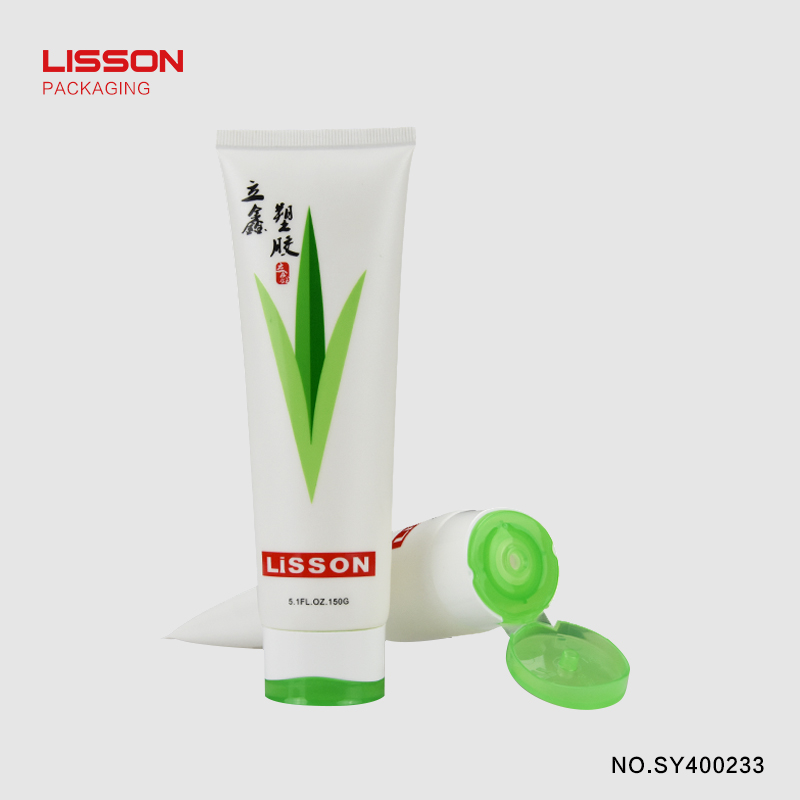 LISSON
PACKAGING
立鑫
塑胶
LiSSON
5.1FL.OZ.150G
NO.SY400233